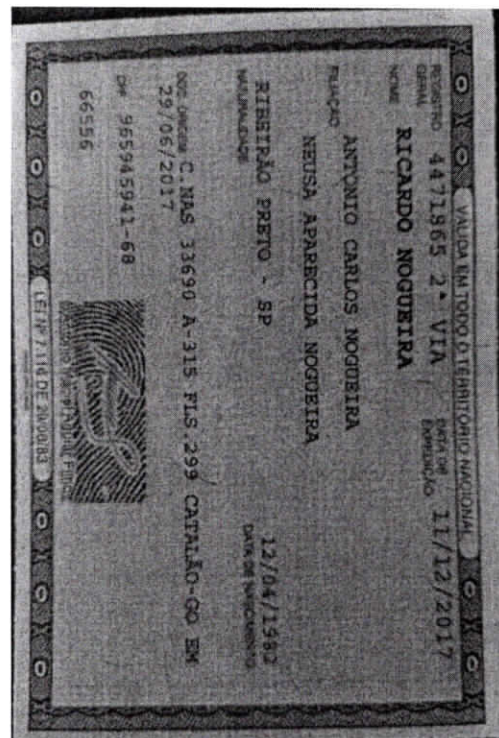 VÁLIDA EM TODO O TERRITÓRIO NACIONAL
REGISTRO GERAL 4471865 2ª VIA DATA DE EXPEDIÇÃO 11/12/2017
NOME RICARDO NOGUEIRA
FILIAÇÃO ANTONIO CARLOS NOGUEIRA
NEUSA APARECIDA NOGUEIRA
NATURALIDADE RIBEIRÃO PRETO - SP DATA DE NASCIMENTO 12/04/1982
DOC ORIGEM C.NAS 33690 A-315 FLS.299 CATALÃO-GO EM
29/06/2017
CPF 965945941-68
66556
LEI Nº 7.116 DE 29/08/83